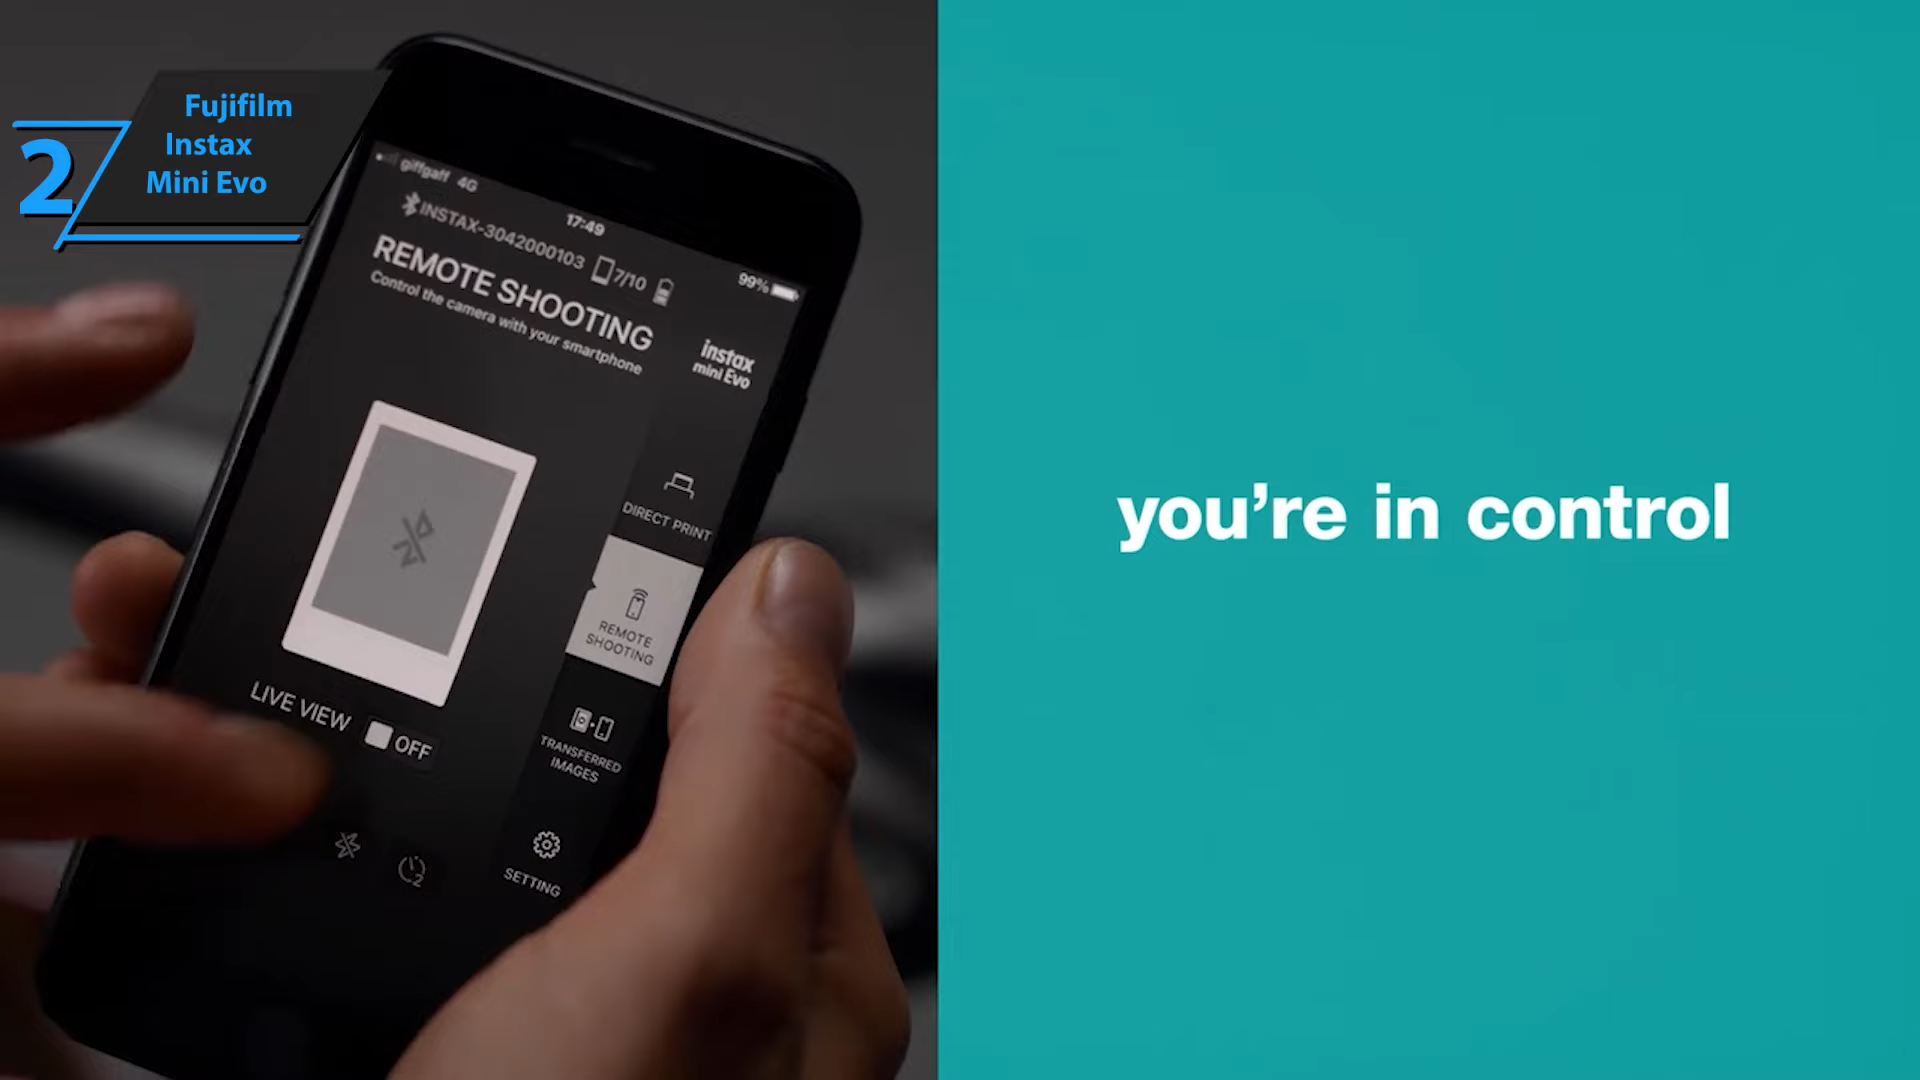 2
Fujifilm
Instax
Mini Evo
giffgaff 4G
17:49
99%
INSTAX-3042000103
7/10
REMOTE SHOOTING
Control the camera with your smartphone
instax
mini Evo
DIRECT PRINT
REMOTE
SHOOTING
LIVE VIEW
OFF
TRANSFERRED
IMAGES
2
SETTING
you're in control